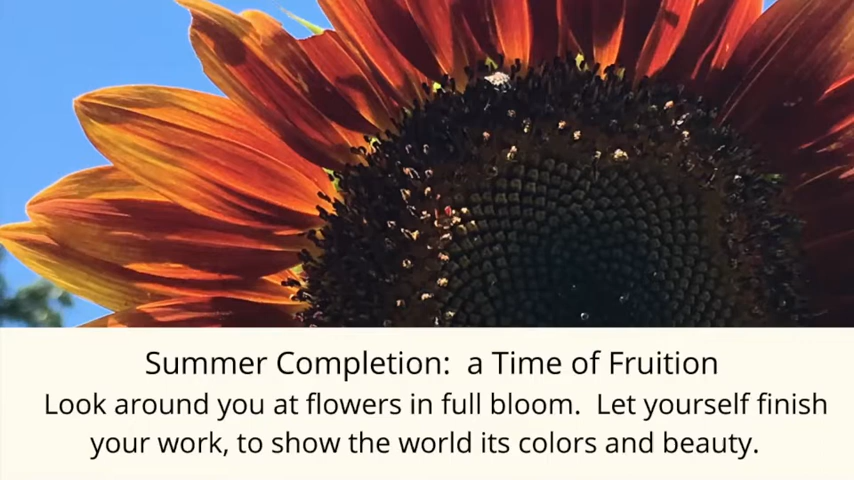 Summer Completion:  a Time of Fruition
Look around you at flowers in full bloom.  Let yourself finish
your work, to show the world its colors and beauty.